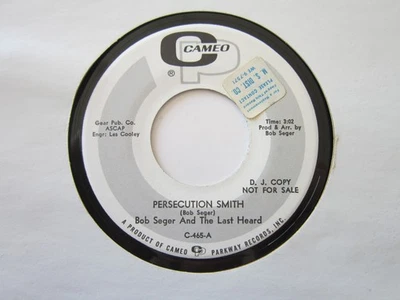 CAMEO
CP
®
Gear Pub. Co.
ASCAP
Engr: Les Cooley
Time: 3:02
Prod & Arr. by
Bob Seger
D. J. COPY
NOT FOR SALE
PERSECUTION SMITH
(Bob Seger)
Bob Seger And The Last Heard
C-465-A
A PRODUCT OF CAMEO PARKWAY RECORDS, INC.